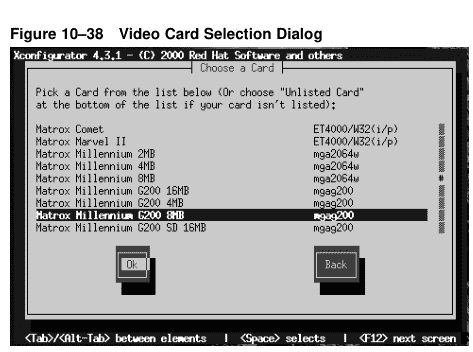 Figure 10–38 Video Card Selection Dialog
Xconfigurator 4.3.1 - (C) 2000 Red Hat Software and others
Choose a Card
Pick a Card from the list below (Or choose "Unlisted Card"
at the bottom of the list if your card isn't listed):
Matrox Comet ET4000/W32(i/p)
Matrox Marvel II ET4000/W32(i/p)
Matrox Millennium 2MB mga2064w
Matrox Millennium 4MB mga2064w
Matrox Millennium 8MB mga2064w
Matrox Millennium G200 16MB mgag200
Matrox Millennium G200 4MB mgag200
Matrox Millennium G200 8MB mgag200
Matrox Millennium G200 SD 16MB mgag200
Ok Back
<Tab>/<Alt-Tab> between elements | <Space> selects | <F12> next screen